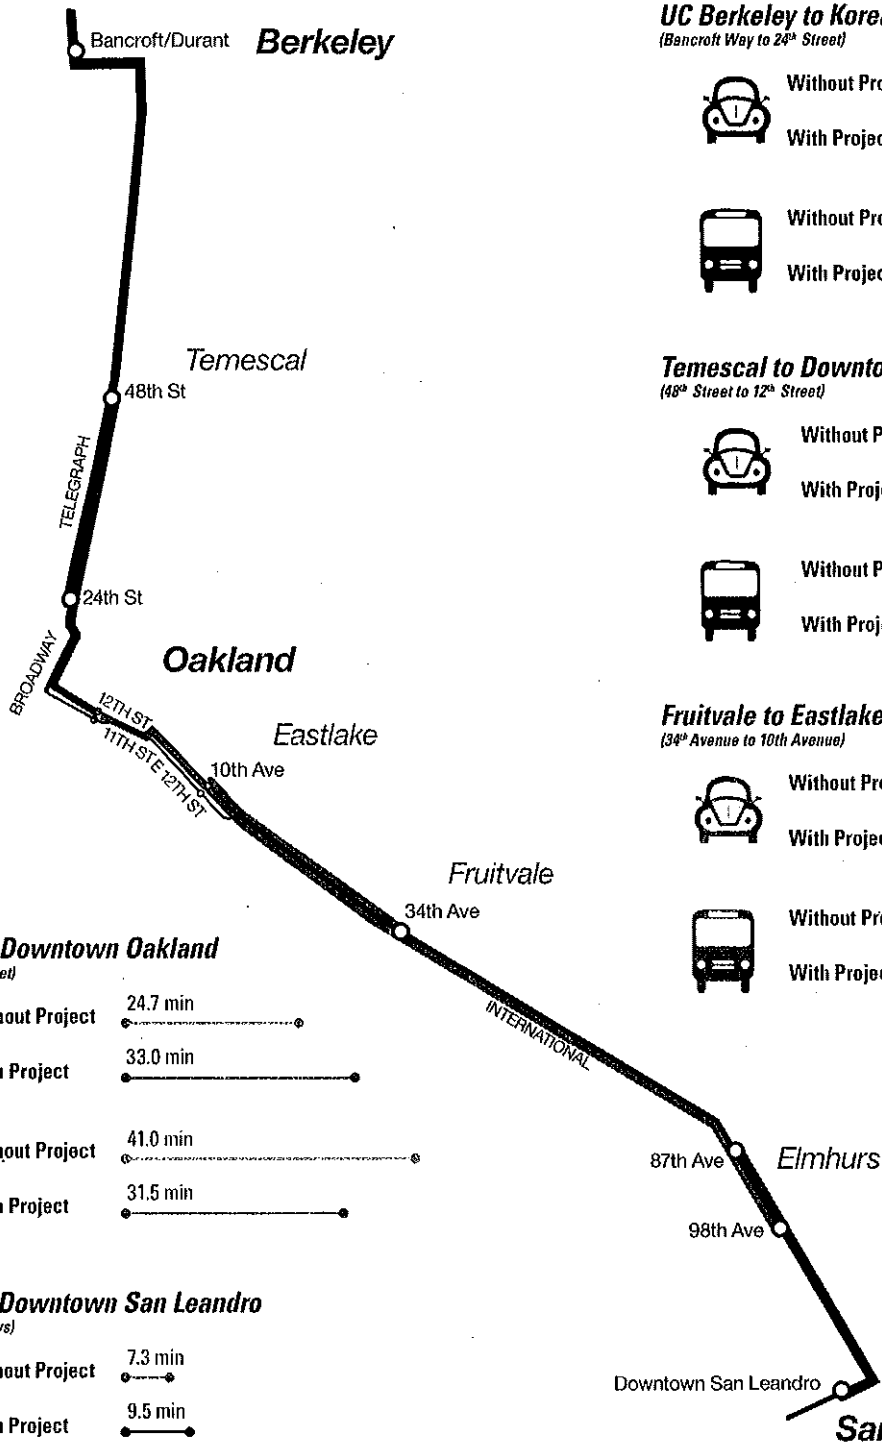 Bancroft/Durant
Berkeley
Temescal
48th St
TELEGRAPH
24th St
Oakland
BROADWAY
12TH ST
11TH ST
E 12TH ST
Eastlake
10th Ave
Fruitvale
34th Ave
INTERNATIONAL
87th Ave
Elmhurs
98th Ave
Downtown San Leandro
San
UC Berkeley to Korea
(Bancroft Way to 24th Street)
Without Pro
With Projec
Without Pro
With Projec
Temescal to Downto
(48th Street to 12th Street)
Without P
With Proj
Without P
With Proj
Fruitvale to Eastlake
(34th Avenue to 10th Avenue)
Without Pro
With Projec
Without Pro
With Projec
Downtown Oakland
et)
out Project 24.7 min
Project 33.0 min
out Project 41.0 min
Project 31.5 min
Downtown San Leandro
s)
out Project 7.3 min
Project 9.5 min